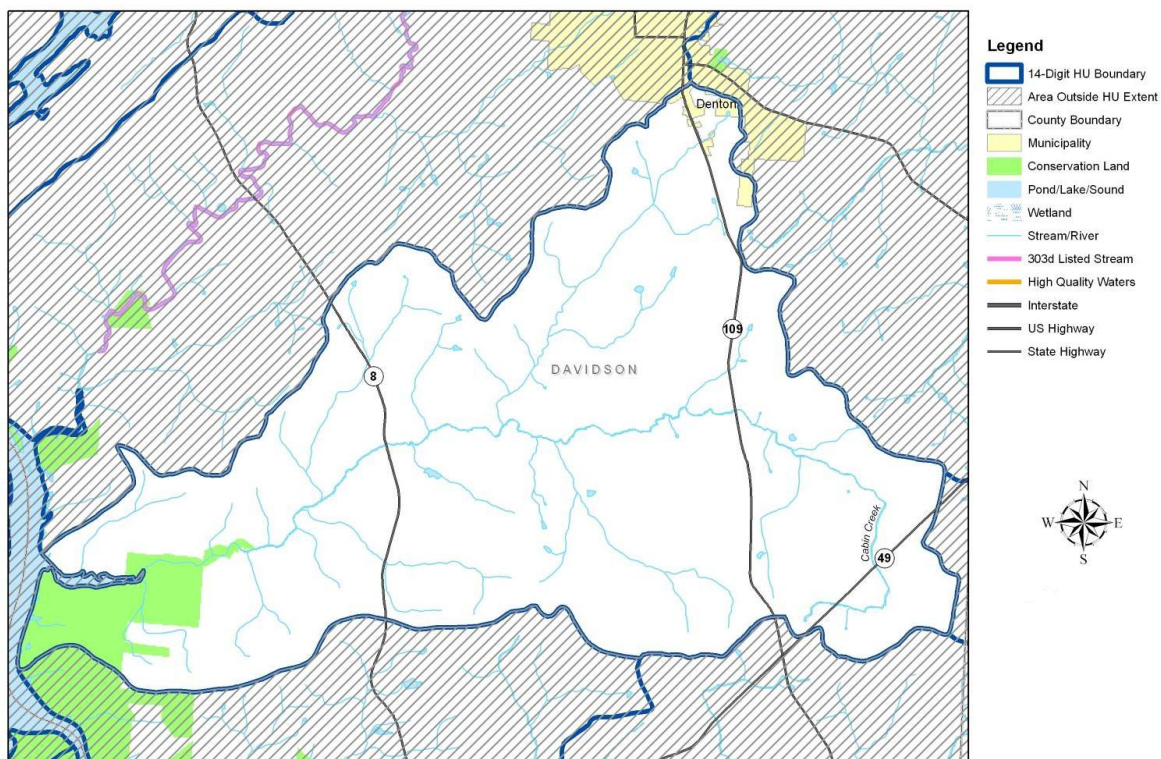 Denton
DAVIDSON
8
109
49
Cabin Creek
Legend
14-Digit HU Boundary
Area Outside HU Extent
County Boundary
Municipality
Conservation Land
Pond/Lake/Sound
Wetland
Stream/River
303d Listed Stream
High Quality Waters
Interstate
US Highway
State Highway
N
W E
S